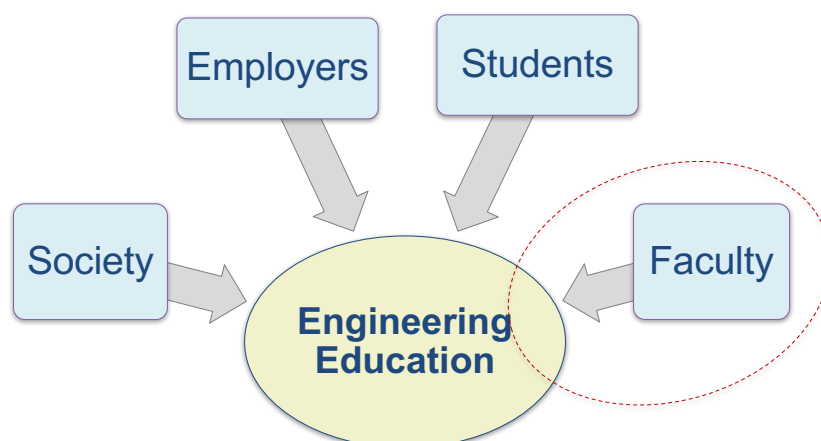 Employers
Students
Society
Faculty
Engineering
Education